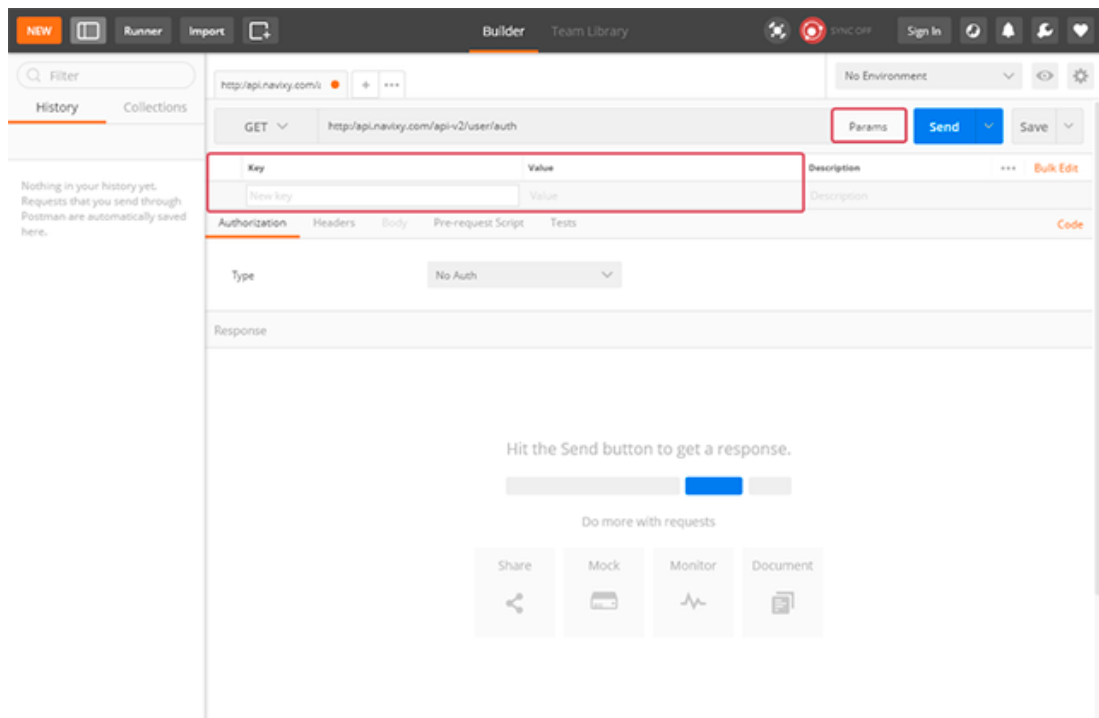 NEW Runner Import Builder Team Library SYNC OFF Sign In
Filter
History Collections
Nothing in your history yet.
Requests that you send through
Postman are automatically saved
here.
http:/api.navixy.com/a + ••• No Environment
GET http:/api.navixy.com/api-v2/user/auth Params Send Save
Key Value Description ••• Bulk Edit
New key Value Description
Authorization Headers Body Pre-request Script Tests Code
Type No Auth
Response
Hit the Send button to get a response.
Do more with requests
Share Mock Monitor Document